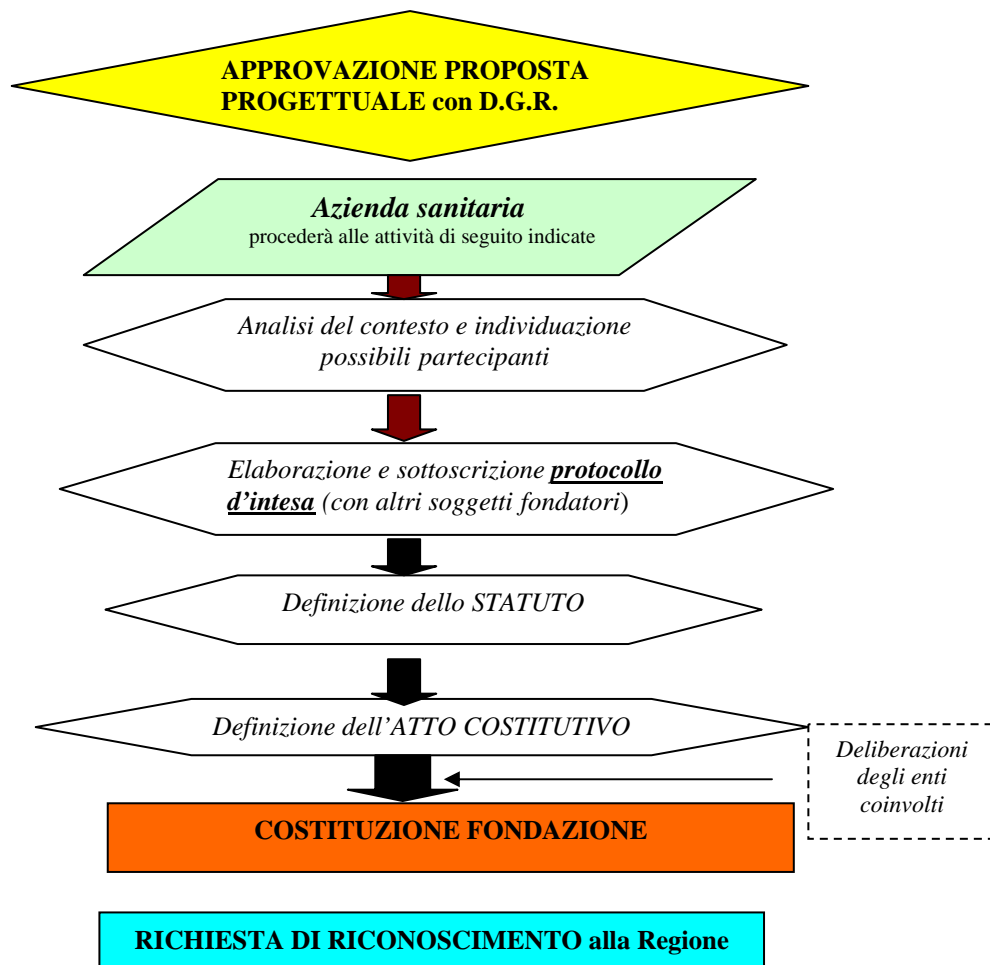 APPROVAZIONE PROPOSTA
PROGETTUALE con D.G.R.
Azienda sanitaria
procederà alle attività di seguito indicate
Analisi del contesto e individuazione
possibili partecipanti
Elaborazione e sottoscrizione protocollo
d’intesa (con altri soggetti fondatori)
Definizione dello STATUTO
Definizione dell’ATTO COSTITUTIVO
Deliberazioni
degli enti
coinvolti
COSTITUZIONE FONDAZIONE
RICHIESTA DI RICONOSCIMENTO alla Regione